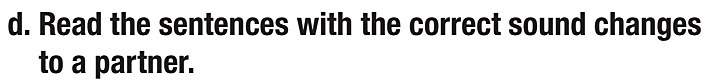 d. Read the sentences with the correct sound changes
to a partner.